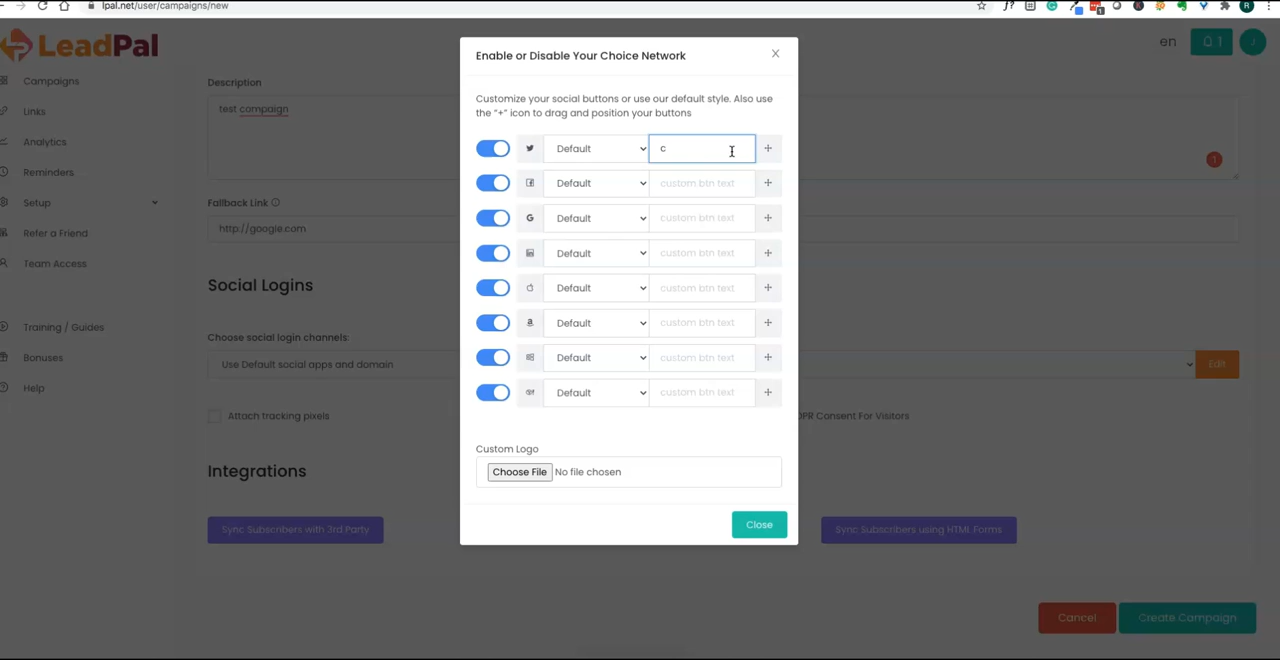 lpal.net/user/campaigns/new
LeadPal
en
1
J
Campaigns
Links
Analytics
Reminders
Setup
Refer a Friend
Team Access
Training / Guides
Bonuses
Help
Description
test compaign
1
Fallback Link
http://google.com
Social Logins
Choose social login channels:
Use Default social apps and domain
Edit
Attach tracking pixels
PR Consent For Visitors
Integrations
Sync Subscribers with 3rd Party
Sync Subscribers using HTML Forms
Cancel
Create Campaign
Enable or Disable Your Choice Network
Customize your social buttons or use our default style. Also use
the "+" icon to drag and position your buttons
Default c +
Default custom btn text +
Default custom btn text +
Default custom btn text +
Default custom btn text +
Default custom btn text +
Default custom btn text +
Default custom btn text +
Custom Logo
Choose File No file chosen
Close